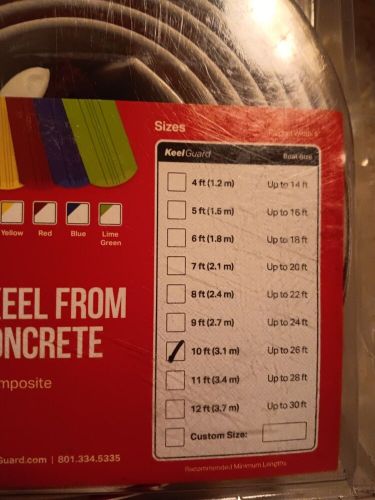 Sizes
Product Width 5
KeelGuard Boat Size
4 ft (1.2 m) Up to 14 ft
5 ft (1.5 m) Up to 16 ft
6 ft (1.8 m) Up to 18 ft
7 ft (2.1 m) Up to 20 ft
8 ft (2.4 m) Up to 22 ft
9 ft (2.7 m) Up to 24 ft
10 ft (3.1 m) Up to 26 ft
11 ft (3.4 m) Up to 28 ft
12 ft (3.7 m) Up to 30 ft
Custom Size:
Recommended Minimum Lengths
Yellow Red Blue Lime
Green
KEEL FROM
ONCRETE
mposite
Guard.com | 801.334.5335